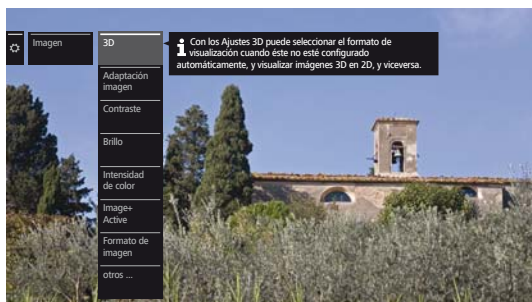 Imagen
3D
Con los Ajustes 3D puede seleccionar el formato de
visualización cuando éste no esté configurado
automáticamente, y visualizar imágenes 3D en 2D, y viceversa.
Adaptación
imagen
Contraste
Brillo
Intensidad
de color
Image+
Active
Formato de
imagen
otros ...